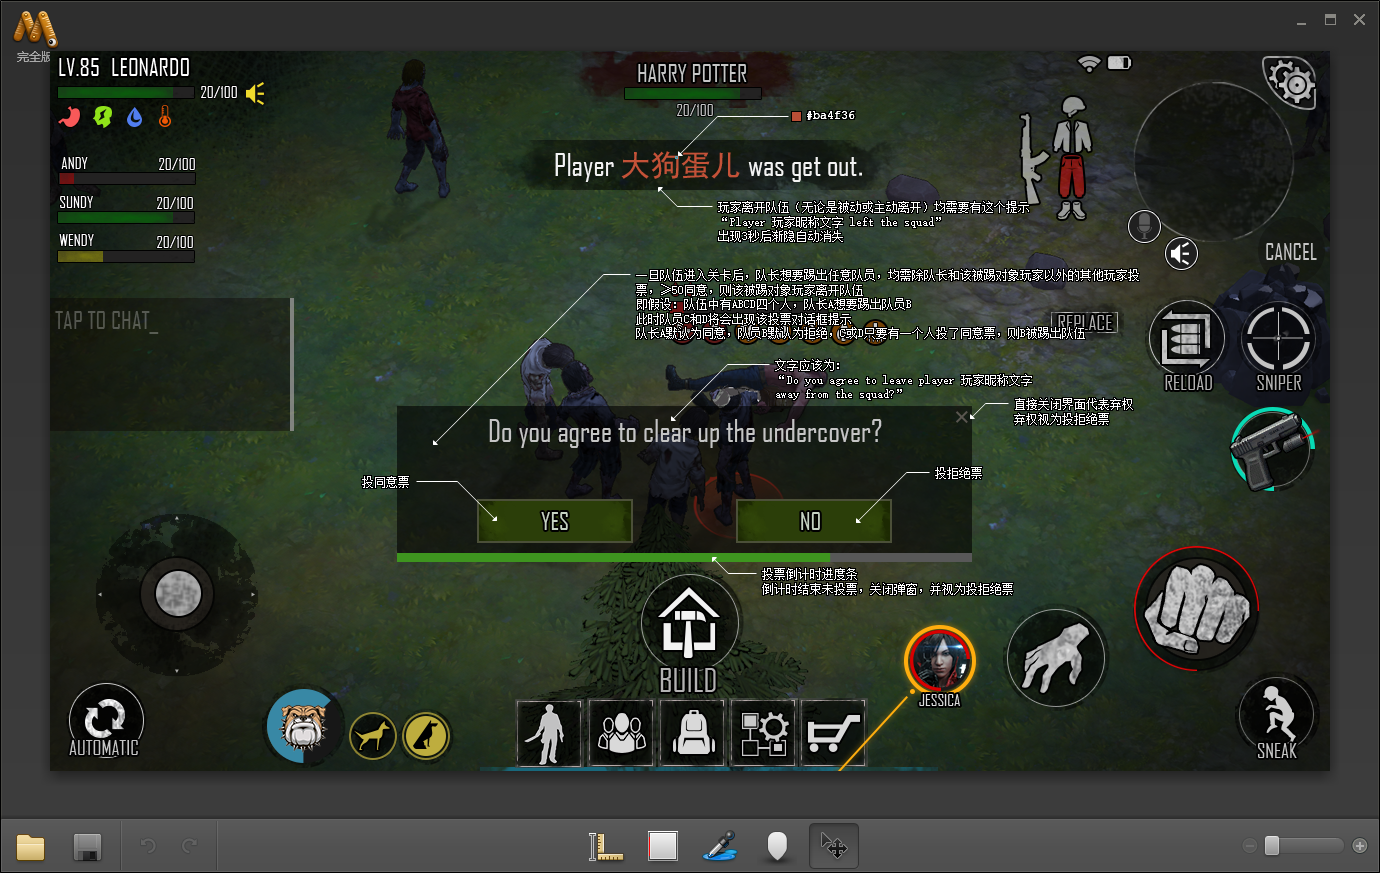 完全版
LV.85 LEONARDO
20/100
HARRY POTTER
20/100
#ba4f36
ANDY 20/100
SUNDY 20/100
WENDY 20/100
Player 大狗蛋儿 was get out.
玩家离开队伍（无论是被动或主动离开）均需要有这个提示
“Player 玩家昵称文字 left the squad”
出现3秒后渐隐自动消失
CANCEL
一旦队伍进入关卡后，队长想要踢出任意队员，均需除队长和该被踢对象玩家以外的其他玩家投
票，≥50同意，则该被踢对象玩家离开队伍
即假设：队伍中有ABCD四个人，队长A想要踢出队员B
此时队员C和D将会出现该投票对话框提示
队长A默认为同意，队员B默认为拒绝，C或D只要有一个人投了同意票，则B被踢出队伍
TAP TO CHAT_
REPLACE
RELOAD
SNIPER
文字应该为：
“Do you agree to leave player 玩家昵称文字
away from the squad?”
直接关闭界面代表弃权
弃权视为投拒绝票
Do you agree to clear up the undercover?
投同意票
投拒绝票
YES
NO
投票倒计时进度条
倒计时结束未投票，关闭弹窗，并视为投拒绝票
BUILD
JESSICA
AUTOMATIC
SNEAK